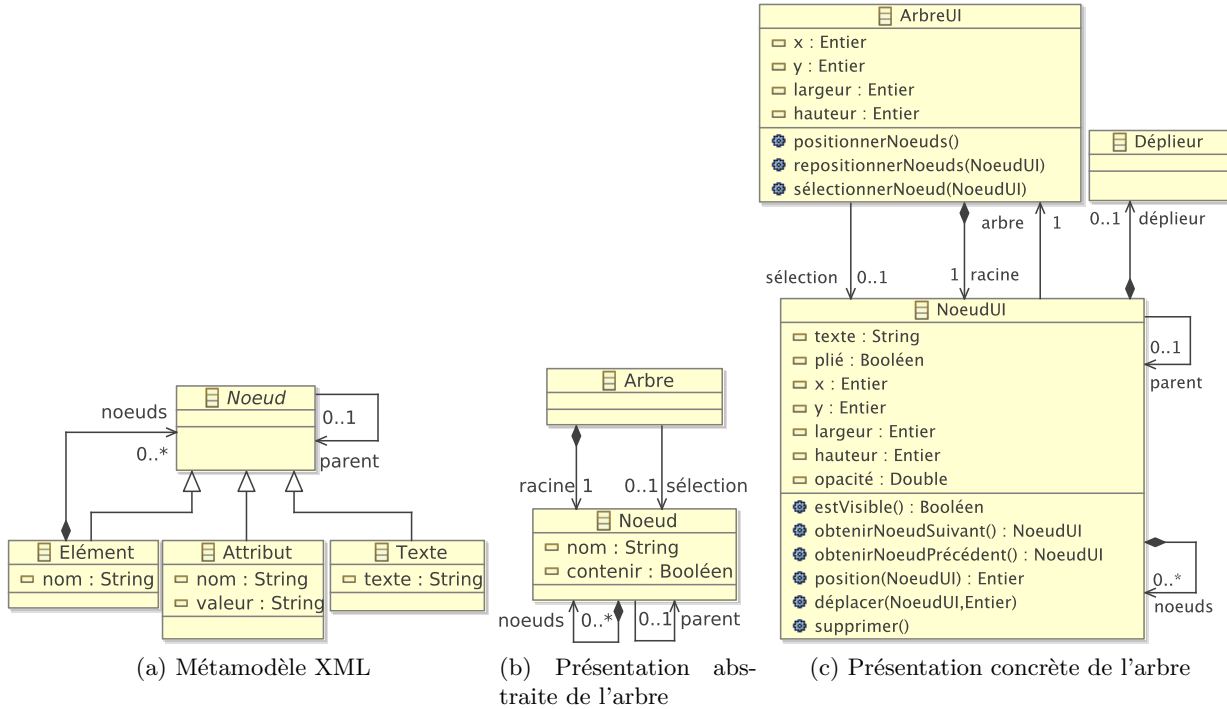 Noeud
noeuds
0..*
0..1
parent
Elément
nom : String
Attribut
nom : String
valeur : String
Texte
texte : String
(a) Métamodèle XML
Arbre
racine
1
0..1
sélection
Noeud
nom : String
contenir : Booléen
noeuds
0..*
0..1
parent
(b) Présentation abs-
traite de l'arbre
ArbreUI
x : Entier
y : Entier
largeur : Entier
hauteur : Entier
positionnerNoeuds()
repositionnerNoeuds(NoeudUI)
sélectionnerNoeud(NoeudUI)
Déplieur
0..1
déplieur
arbre
1
sélection
0..1
1
racine
NoeudUI
texte : String
plié : Booléen
x : Entier
y : Entier
largeur : Entier
hauteur : Entier
opacité : Double
estVisible() : Booléen
obtenirNoeudSuivant() : NoeudUI
obtenirNoeudPrécédent() : NoeudUI
position(NoeudUI) : Entier
déplacer(NoeudUI,Entier)
supprimer()
0..1
parent
0..*
noeuds
(c) Présentation concrète de l'arbre